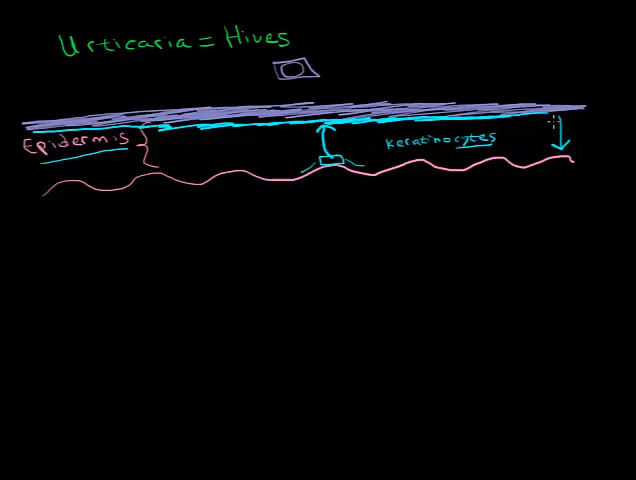 Urticaria = Hives
Epidermis
Keratinocytes